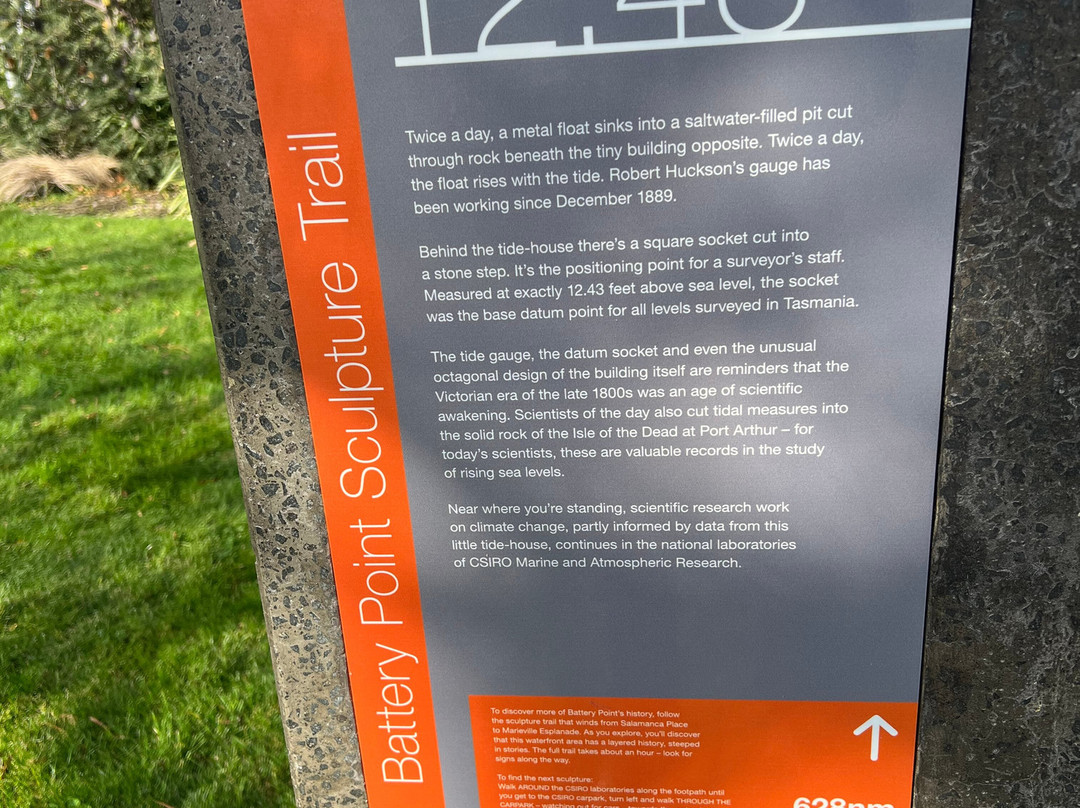 12.43
Twice a day, a metal float sinks into a saltwater-filled pit cut
through rock beneath the tiny building opposite. Twice a day,
the float rises with the tide. Robert Huckson's gauge has
been working since December 1889.
Behind the tide-house there's a square socket cut into
a stone step. It's the positioning point for a surveyor's staff.
Measured at exactly 12.43 feet above sea level, the socket
was the base datum point for all levels surveyed in Tasmania.
The tide gauge, the datum socket and even the unusual
octagonal design of the building itself are reminders that the
Victorian era of the late 1800s was an age of scientific
awakening. Scientists of the day also cut tidal measures into
the solid rock of the Isle of the Dead at Port Arthur – for
today's scientists, these are valuable records in the study
of rising sea levels.
Near where you're standing, scientific research work
on climate change, partly informed by data from this
little tide-house, continues in the national laboratories
of CSIRO Marine and Atmospheric Research.
Battery Point Sculpture Trail
To discover more of Battery Point's history, follow
the sculpture trail that winds from Salamanca Place
to Marieville Esplanade. As you explore, you'll discover
that this waterfront area has a layered history, steeped
in stories. The full trail takes about an hour – look for
signs along the way.
To find the next sculpture:
Walk AROUND the CSIRO laboratories along the footpath until
you get to the CSIRO carpark, turn left and walk THROUGH THE
CARPARK – watching out for cars
628nm